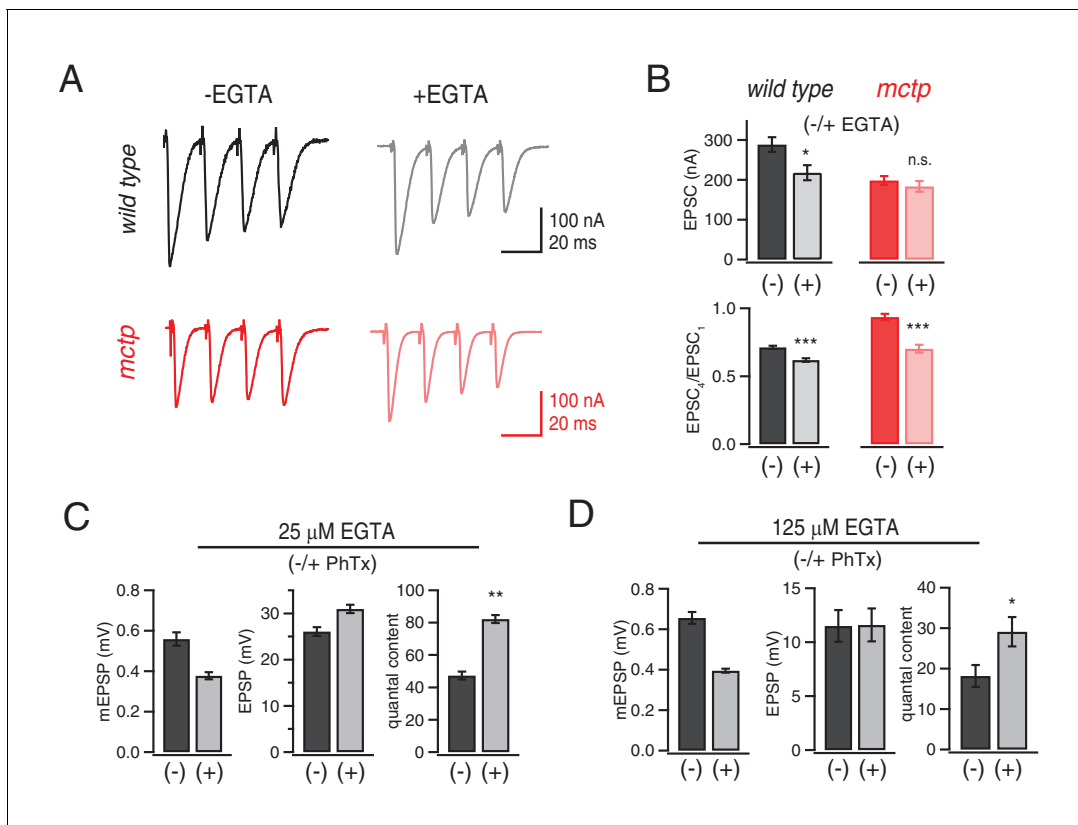 A
-EGTA
+EGTA
wild type
100 nA
20 ms
mctp
100 nA
20 ms
B
wild type
mctp
(-/+ EGTA)
EPSC (nA)
300
200
100
0
*
n.s.
(-) (+)
(-) (+)
EPSC4/EPSC1
1.0
0.5
0.0
***
***
(-) (+)
(-) (+)
C
25 μM EGTA
(-/+ PhTx)
mEPSP (mV)
0.8
0.6
0.4
0.2
0.0
(-) (+)
EPSP (mV)
30
15
0
(-) (+)
quantal content
100
80
60
40
20
0
**
(-) (+)
D
125 μM EGTA
(-/+ PhTx)
mEPSP (mV)
0.8
0.6
0.4
0.2
0.0
(-) (+)
EPSP (mV)
15
10
5
0
(-) (+)
quantal content
40
30
20
10
0
*
(-) (+)